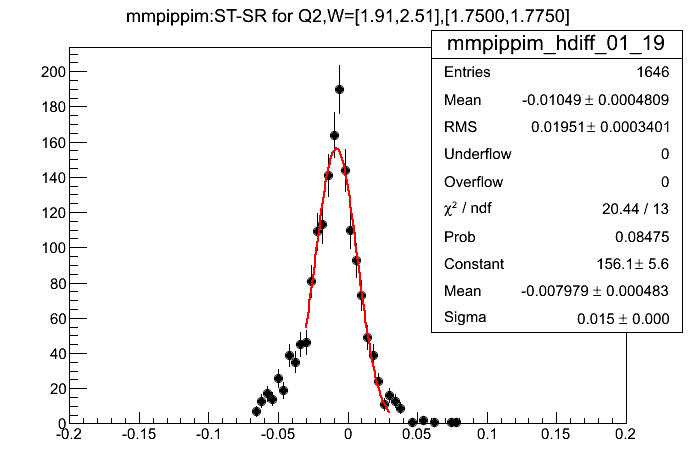 mmpippim:ST-SR for Q2,W=[1.91,2.51],[1.7500,1.7750]
mmpippim_hdiff_01_19
Entries 1646
Mean -0.01049 ± 0.0004809
RMS 0.01951 ± 0.0003401
Underflow 0
Overflow 0
χ² / ndf 20.44 / 13
Prob 0.08475
Constant 156.1 ± 5.6
Mean -0.007979 ± 0.000483
Sigma 0.015 ± 0.000
200
180
160
140
120
100
80
60
40
20
0
-0.2 -0.15 -0.1 -0.05 0 0.05 0.1 0.15 0.2